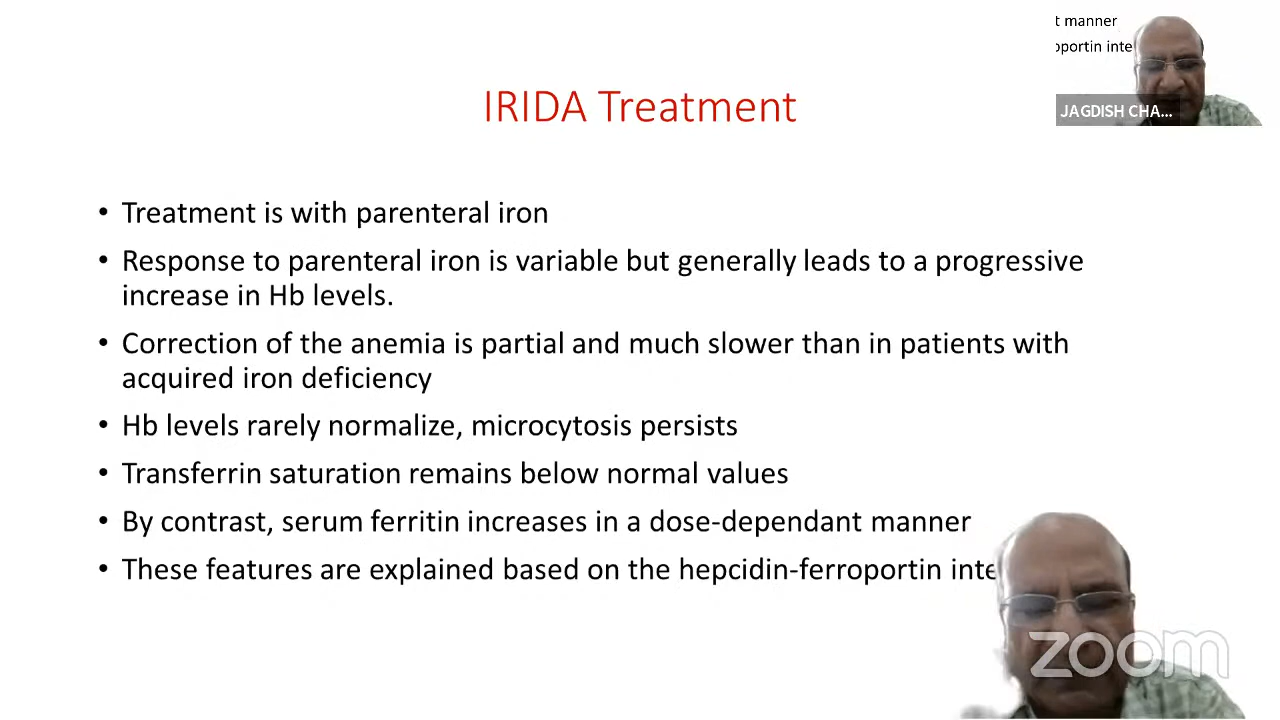 t manner
JAGDISH CHA...
IRIDA Treatment
• Treatment is with parenteral iron
• Response to parenteral iron is variable but generally leads to a progressive
increase in Hb levels.
• Correction of the anemia is partial and much slower than in patients with
acquired iron deficiency
• Hb levels rarely normalize, microcytosis persists
• Transferrin saturation remains below normal values
• By contrast, serum ferritin increases in a dose-dependant manner
• These features are explained based on the hepcidin-ferroportin
zoom